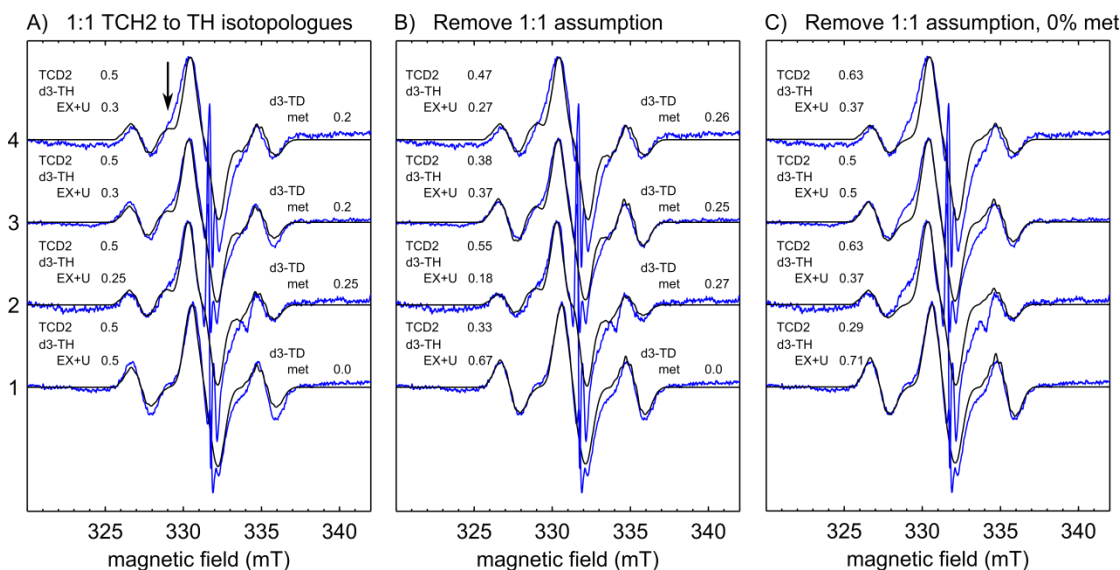 A) 1:1 TCH2 to TH isotopologues
B) Remove 1:1 assumption
C) Remove 1:1 assumption, 0% met
TCD2 0.5
d3-TH
EX+U 0.3
d3-TD
met 0.2
4
TCD2 0.5
d3-TH
EX+U 0.3
d3-TD
met 0.2
3
TCD2 0.5
d3-TH
EX+U 0.25
d3-TD
met 0.25
2
TCD2 0.5
d3-TH
EX+U 0.5
d3-TD
met 0.0
1
325 330 335 340
magnetic field (mT)
TCD2 0.47
d3-TH
EX+U 0.27
d3-TD
met 0.26
TCD2 0.38
d3-TH
EX+U 0.37
d3-TD
met 0.25
TCD2 0.55
d3-TH
EX+U 0.18
d3-TD
met 0.27
TCD2 0.33
d3-TH
EX+U 0.67
d3-TD
met 0.0
325 330 335 340
magnetic field (mT)
TCD2 0.63
d3-TH
EX+U 0.37
TCD2 0.5
d3-TH
EX+U 0.5
TCD2 0.63
d3-TH
EX+U 0.37
TCD2 0.29
d3-TH
EX+U 0.71
325 330 335 340
magnetic field (mT)